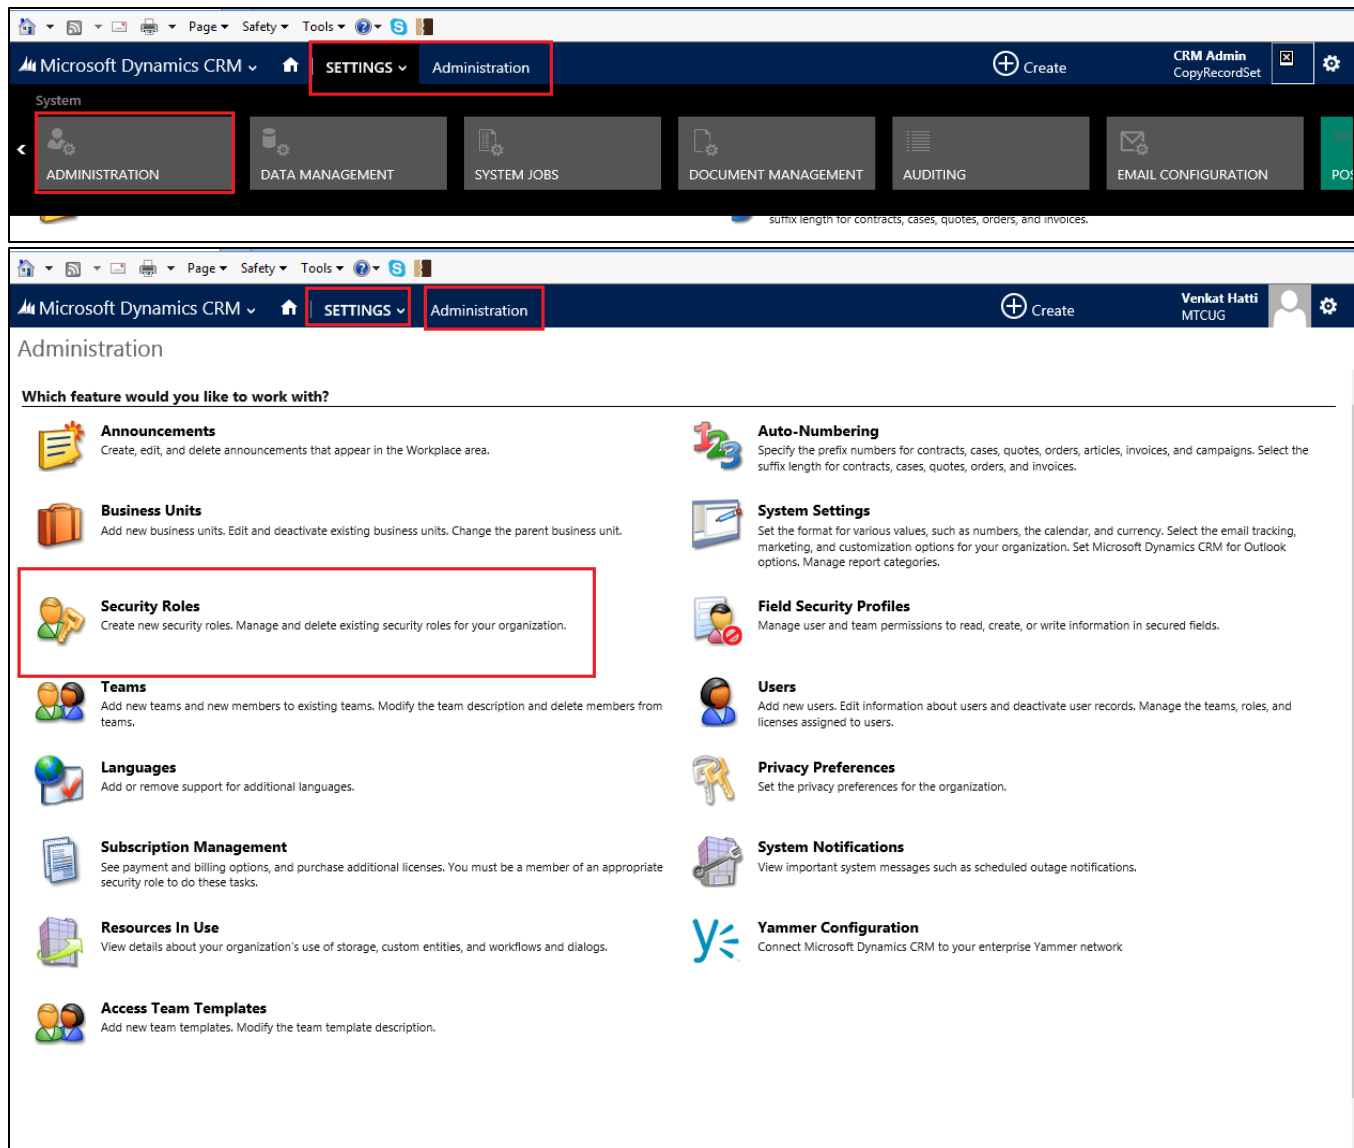 Page Safety Tools
Microsoft Dynamics CRM SETTINGS Administration Create CRM Admin
CopyRecordSet
System
ADMINISTRATION DATA MANAGEMENT SYSTEM JOBS DOCUMENT MANAGEMENT AUDITING EMAIL CONFIGURATION POS
suffix length for contracts, cases, quotes, orders, and invoices.
Page Safety Tools
Microsoft Dynamics CRM SETTINGS Administration Create Venkat Hatti
MTCUG
Administration
Which feature would you like to work with?
Announcements
Create, edit, and delete announcements that appear in the Workplace area.
Auto-Numbering
Specify the prefix numbers for contracts, cases, quotes, orders, articles, invoices, and campaigns. Select the
suffix length for contracts, cases, quotes, orders, and invoices.
Business Units
Add new business units. Edit and deactivate existing business units. Change the parent business unit.
System Settings
Set the format for various values, such as numbers, the calendar, and currency. Select the email tracking,
marketing, and customization options for your organization. Set Microsoft Dynamics CRM for Outlook
options. Manage report categories.
Security Roles
Create new security roles. Manage and delete existing security roles for your organization.
Field Security Profiles
Manage user and team permissions to read, create, or write information in secured fields.
Teams
Add new teams and new members to existing teams. Modify the team description and delete members from
teams.
Users
Add new users. Edit information about users and deactivate user records. Manage the teams, roles, and
licenses assigned to users.
Languages
Add or remove support for additional languages.
Privacy Preferences
Set the privacy preferences for the organization.
Subscription Management
See payment and billing options, and purchase additional licenses. You must be a member of an appropriate
security role to do these tasks.
System Notifications
View important system messages such as scheduled outage notifications.
Resources In Use
View details about your organization's use of storage, custom entities, and workflows and dialogs.
Yammer Configuration
Connect Microsoft Dynamics CRM to your enterprise Yammer network
Access Team Templates
Add new team templates. Modify the team template description.